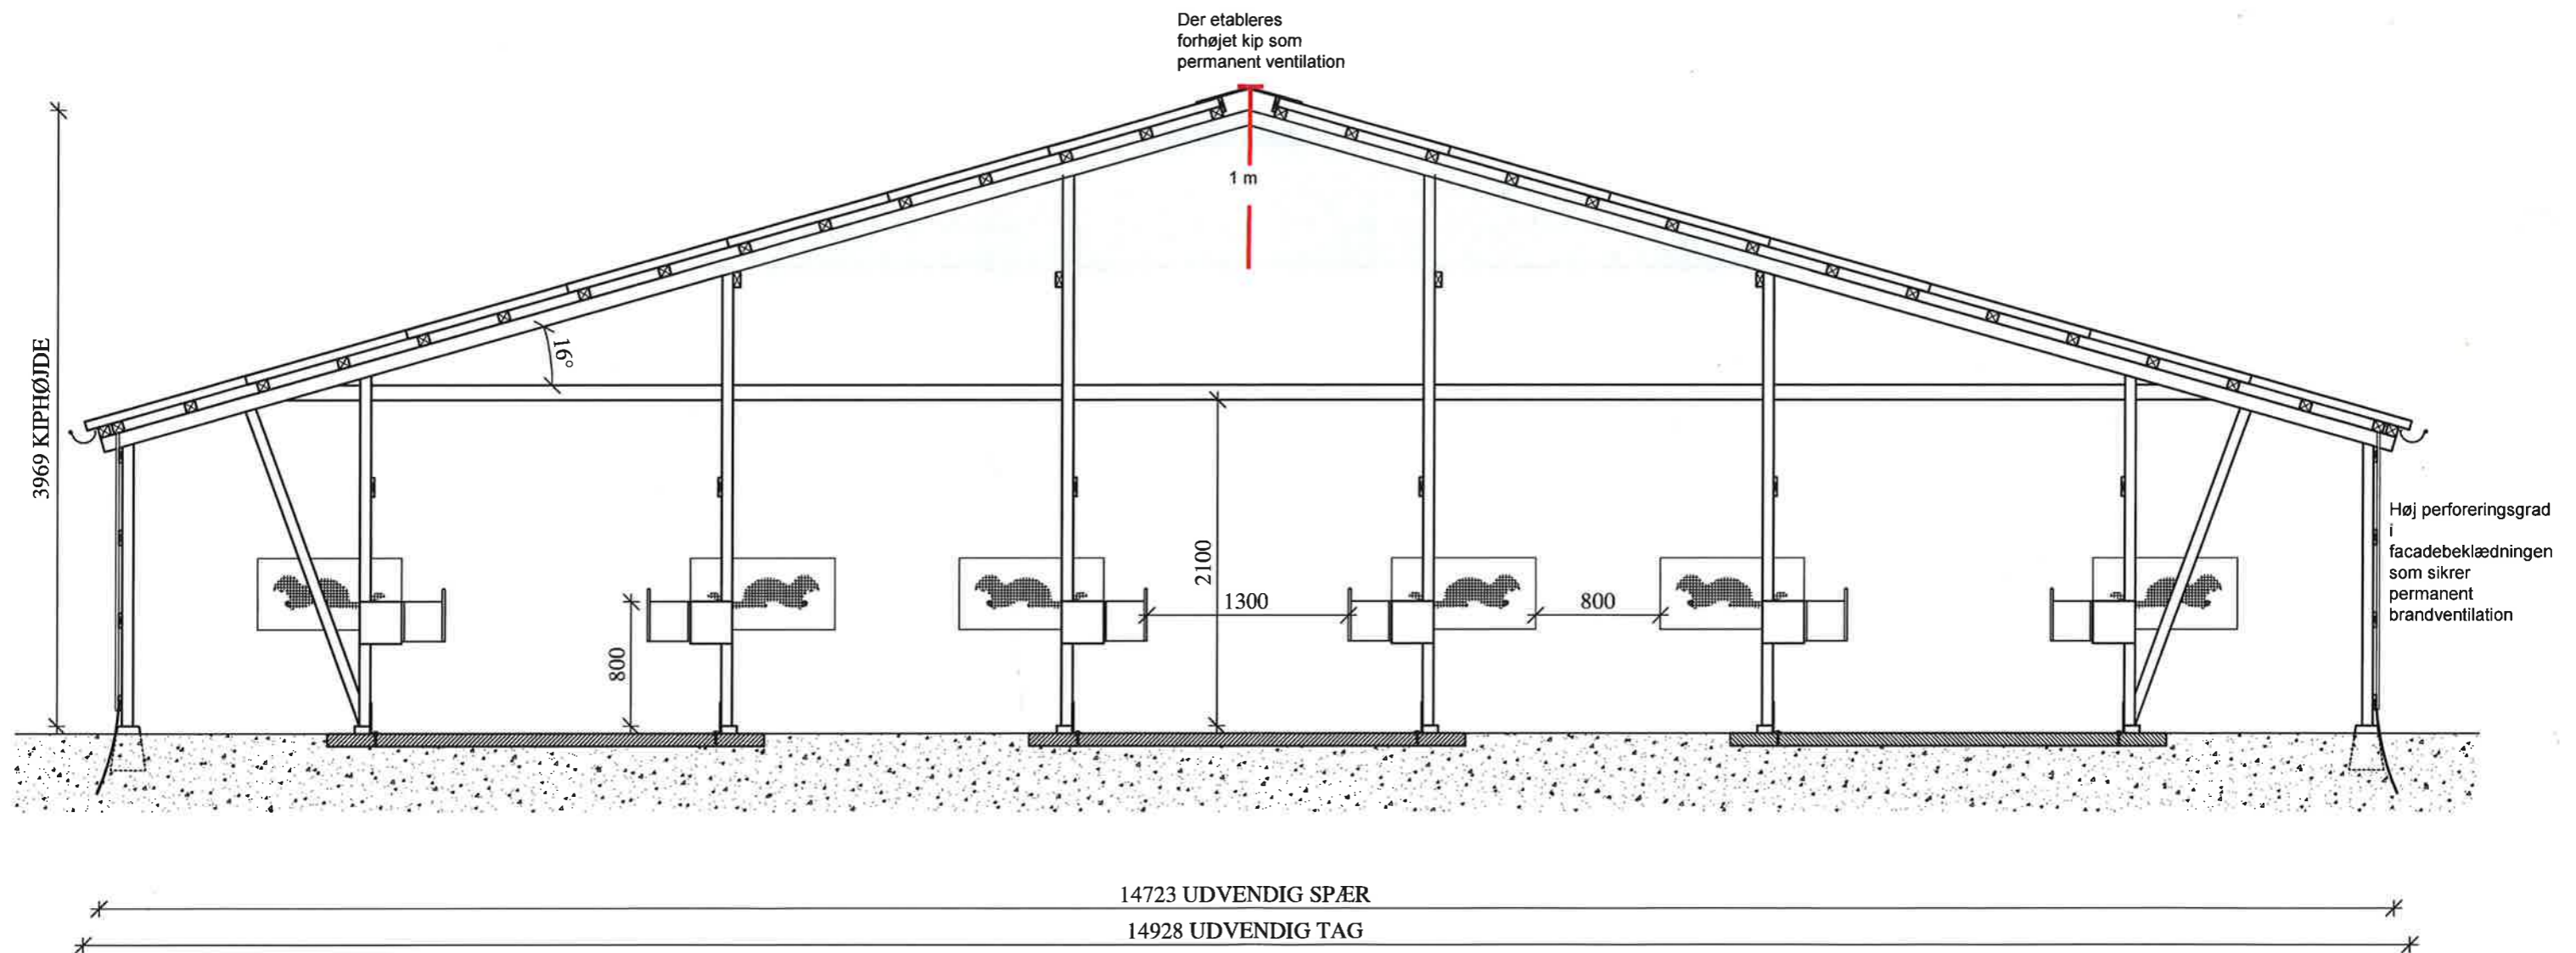 Der etableres
forhøjet kip som
permanent ventilation
1 m
3969 KIPHØJDE
16°
2100
1300
800
800
Høj perforeringsgrad
i
facadebeklædningen
som sikrer
permanent
brandventilation
14723 UDVENDIG SPÆR
14928 UDVENDIG TAG